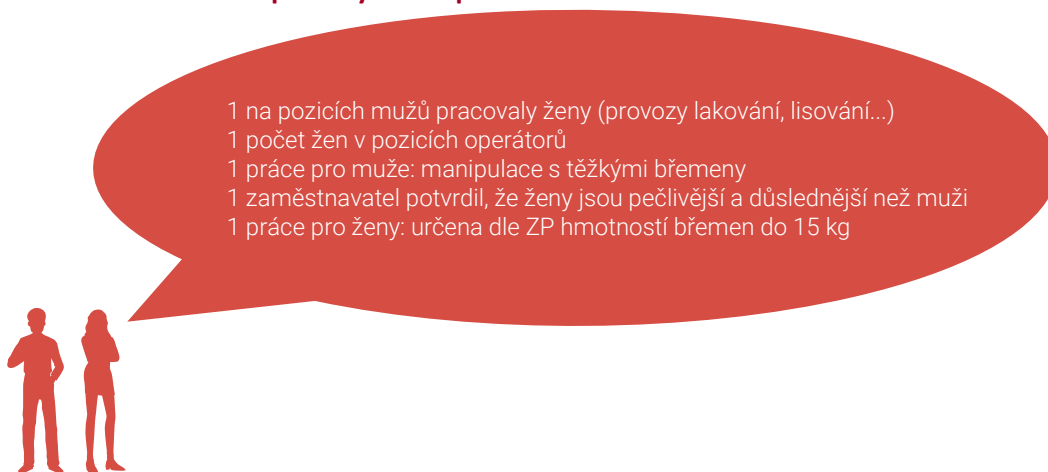 1 na pozicích mužů pracovaly ženy (provozy lakování, lisování...)
1 počet žen v pozicích operátorů
1 práce pro muže: manipulace s těžkými břemeny
1 zaměstnavatel potvrdil, že ženy jsou pečlivější a důslednější než muži
1 práce pro ženy: určena dle ZP hmotností břemen do 15 kg